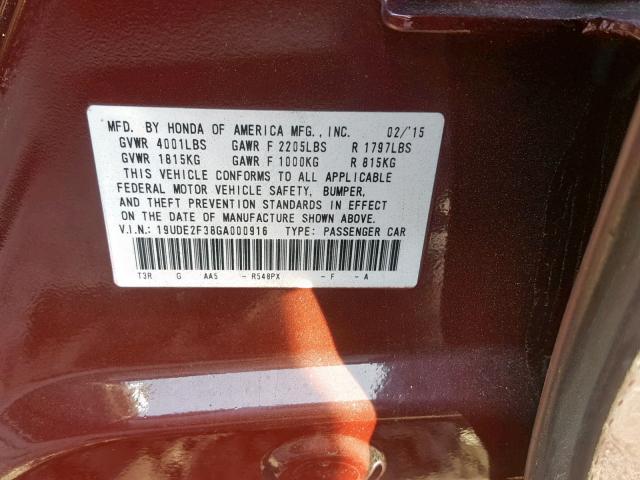 MFD. BY HONDA OF AMERICA MFG., INC. 02/'15
GVWR 4001LBS GAWR F 2205LBS R 1797LBS
GVWR 1815KG GAWR F 1000KG R 815KG
THIS VEHICLE CONFORMS TO ALL APPLICABLE
FEDERAL MOTOR VEHICLE SAFETY, BUMPER,
AND THEFT PREVENTION STANDARDS IN EFFECT
ON THE DATE OF MANUFACTURE SHOWN ABOVE.
V.I.N.: 19UDE2F38GA000916 TYPE: PASSENGER CAR
T3R G AA5 - R548PX - F - A